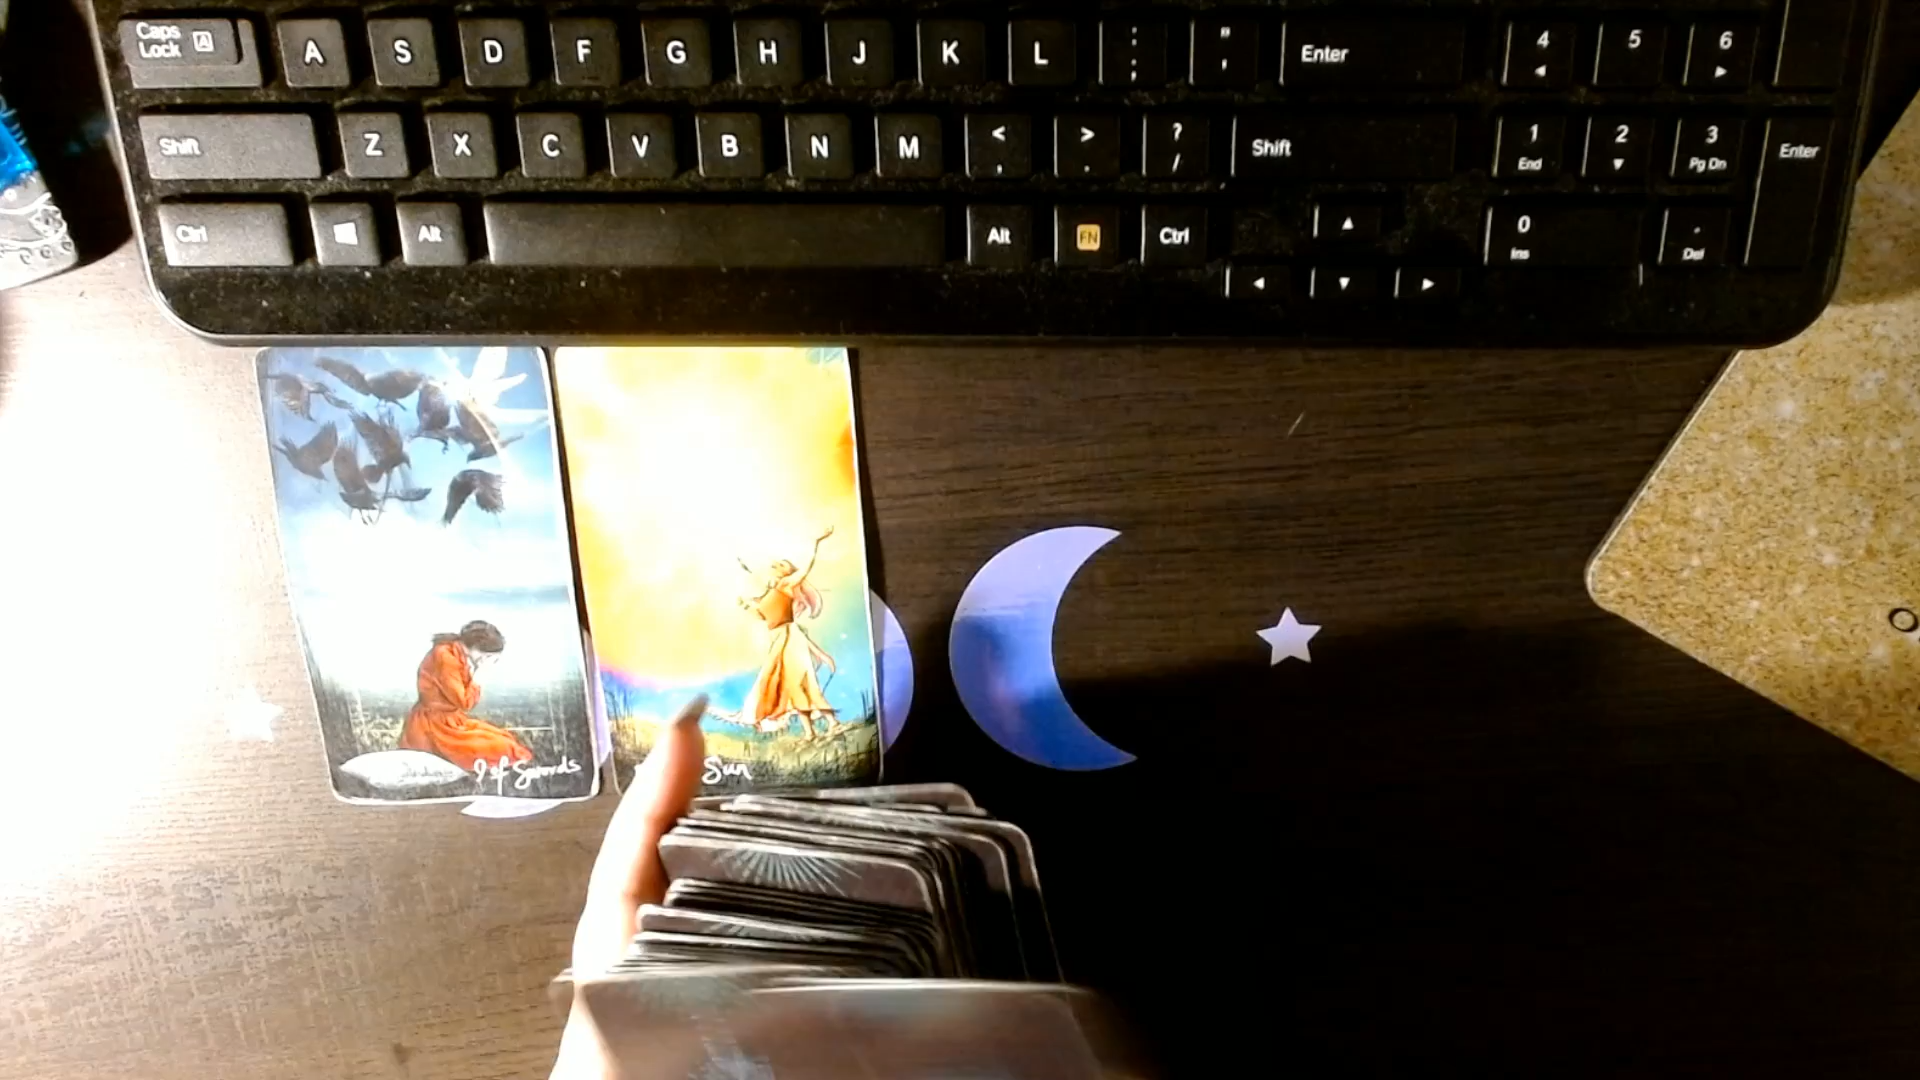 Caps Lock A A S D F G H J K L : ; " ' Enter 4 5 6
Shift Z X C V B N M < , > . ? / Shift 1 End 2 3 Pg Dn Enter
Ctrl Alt Alt FN Ctrl 0 Ins . Del
9 of Swords
Sun